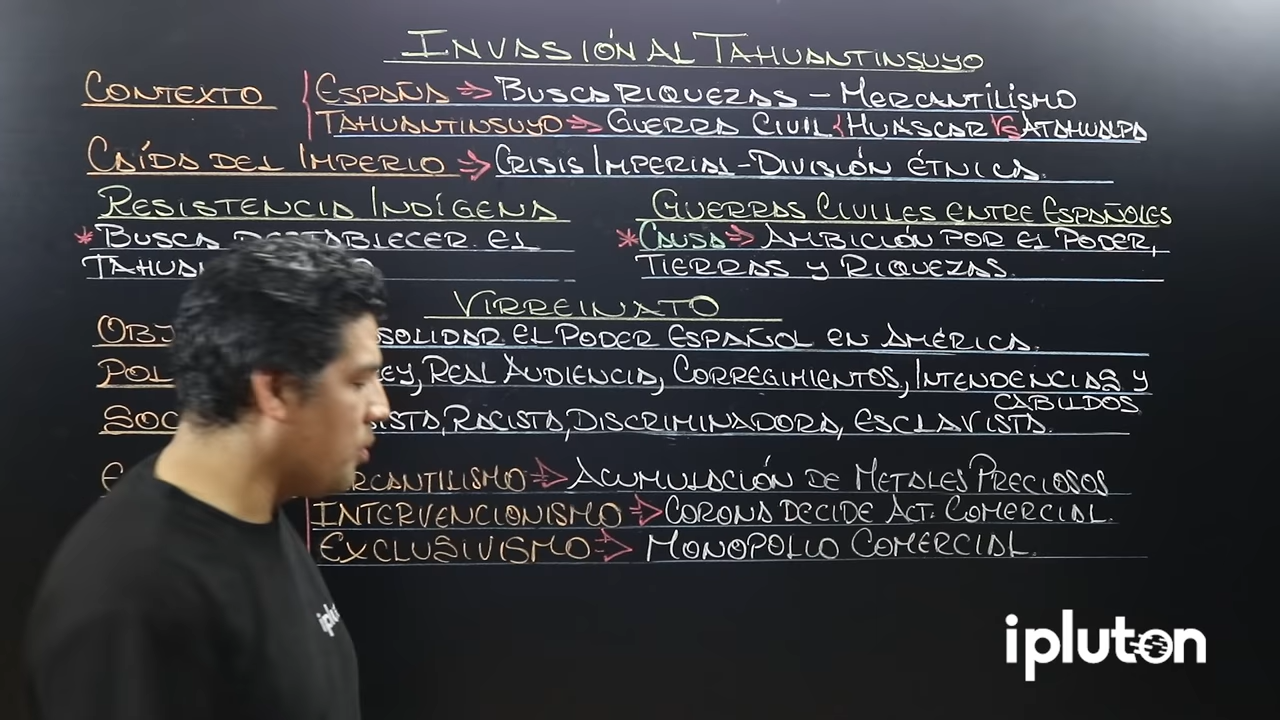 INVASIÓN AL TAHUANTINSUYO
CONTEXTO
ESPAÑA ⇒ BUSCA RIQUEZAS - MERCANTILISMO
TAHUANTINSUYO ⇒ GUERRA CIVIL { HUÁSCAR VS ATAHUALPA
CAÍDA DEL IMPERIO ⇒ CRISIS IMPERIAL - DIVISIÓN ÉTNICA.
RESISTENCIA INDÍGENA
* BUSCA EL
GUERRAS CIVILES ENTRE ESPAÑOLES
* CAUSA ⇒ AMBICIÓN POR EL PODER,
TIERRAS Y RIQUEZAS.
VIRREINATO
EL PODER ESPAÑOL EN AMÉRICA.
REAL AUDIENCIA, CORREGIMIENTOS, INTENDENCIAS Y
CABILDOS.
RACISTA, DISCRIMINADORA, ESCLAVISTA.
⇒ ACUMULACIÓN DE METALES PRECIOSOS
INTERVENCIONISMO ⇒ CORONA DECIDE ACT. COMERCIAL.
EXCLUSIVISMO ⇒ MONOPOLIO COMERCIAL.
ipluton